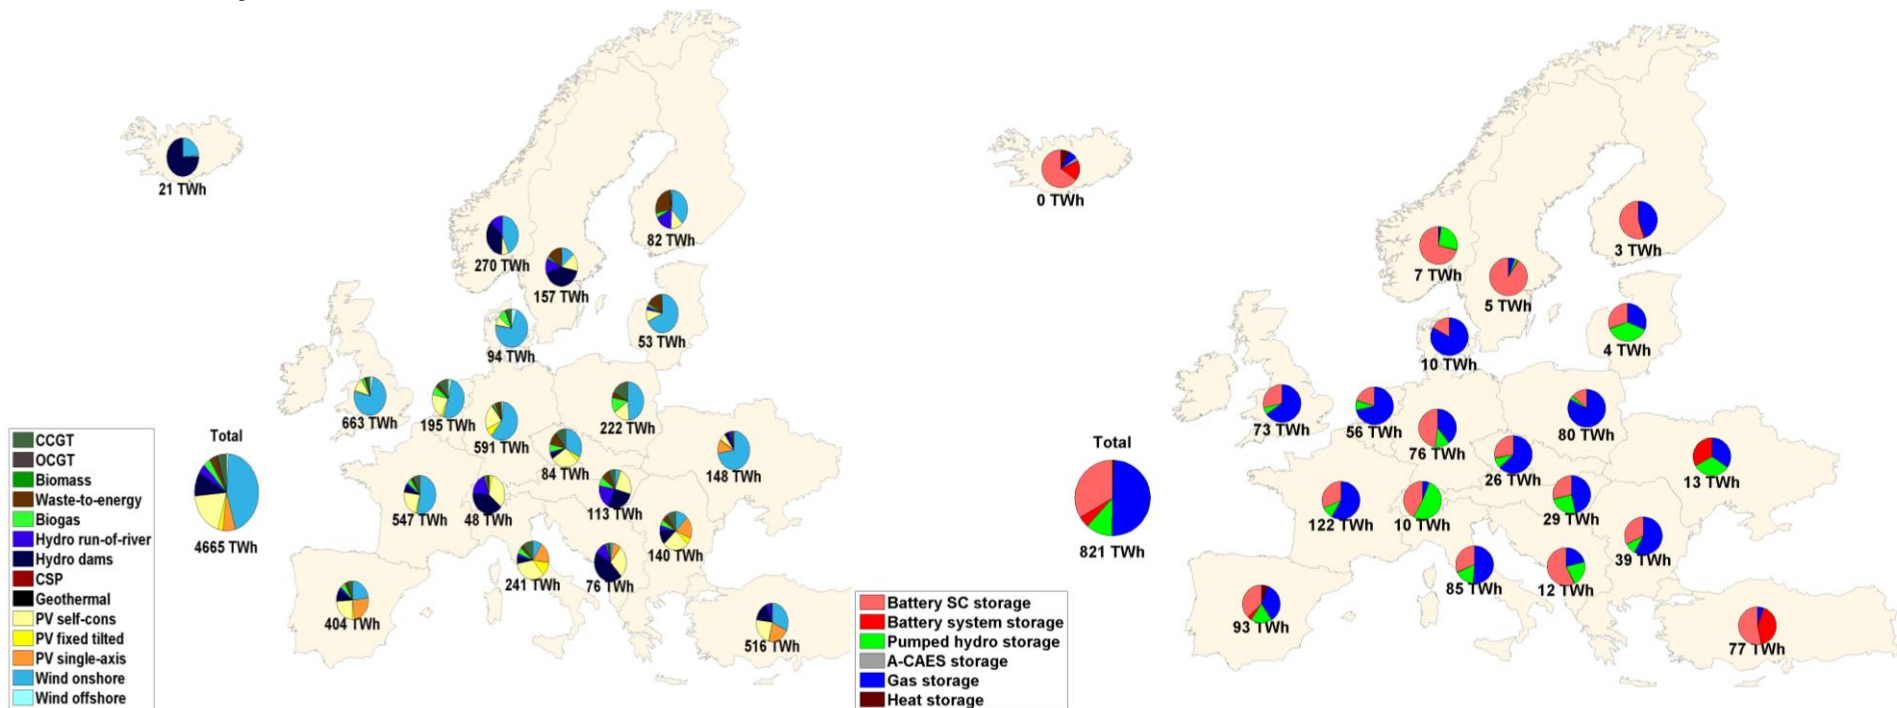 21 TWh
270 TWh
157 TWh
82 TWh
94 TWh
53 TWh
663 TWh
195 TWh
591 TWh
222 TWh
84 TWh
148 TWh
547 TWh
48 TWh
113 TWh
140 TWh
241 TWh
76 TWh
404 TWh
516 TWh
Total
4665 TWh
CCGT
OCGT
Biomass
Waste-to-energy
Biogas
Hydro run-of-river
Hydro dams
CSP
Geothermal
PV self-cons
PV fixed tilted
PV single-axis
Wind onshore
Wind offshore
0 TWh
7 TWh
5 TWh
3 TWh
10 TWh
4 TWh
73 TWh
56 TWh
76 TWh
80 TWh
26 TWh
13 TWh
122 TWh
10 TWh
29 TWh
39 TWh
85 TWh
12 TWh
93 TWh
77 TWh
Total
821 TWh
Battery SC storage
Battery system storage
Pumped hydro storage
A-CAES storage
Gas storage
Heat storage